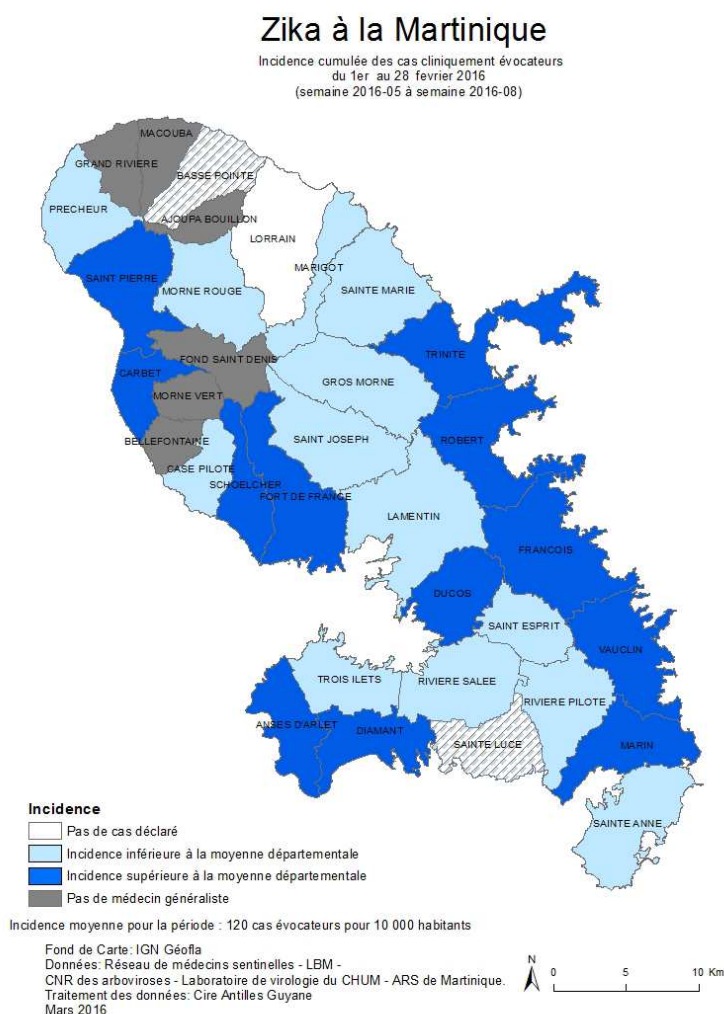 Zika à la Martinique
Incidence cumulée des cas cliniquement évocateurs
du 1er au 28 fevrier 2016
(semaine 2016-05 à semaine 2016-08)
MACOUBA
GRAND RIVIERE
BASSE POINTE
PRECHEUR
AJOUPA BOUILLON
LORRAIN
MARIGOT
SAINT PIERRE
MORNE ROUGE
SAINTE MARIE
TRINITE
FOND SAINT DENIS
CARBET
GROS MORNE
MORNE VERT
BELLEFONTAINE
SAINT JOSEPH
ROBERT
CASE PILOTE
SCHOELCHER
FORT DE FRANCE
LAMENTIN
FRANCOIS
DUCOS
SAINT ESPRIT
VAUCLIN
TROIS ILETS
RIVIERE SALEE
RIVIERE PILOTE
ANSES D'ARLET
DIAMANT
SAINTE LUCE
MARIN
SAINTE ANNE
Incidence
Pas de cas déclaré
Incidence inférieure à la moyenne départementale
Incidence supérieure à la moyenne départementale
Pas de médecin généraliste
Incidence moyenne pour la période : 120 cas évocateurs pour 10 000 habitants
Fond de Carte: IGN Géofla
Données: Réseau de médecins sentinelles - LBM -
CNR des arboviroses - Laboratoire de virologie du CHUM - ARS de Martinique.
Traitement des données: Cire Antilles Guyane
Mars 2016
N
0 5 10 Km